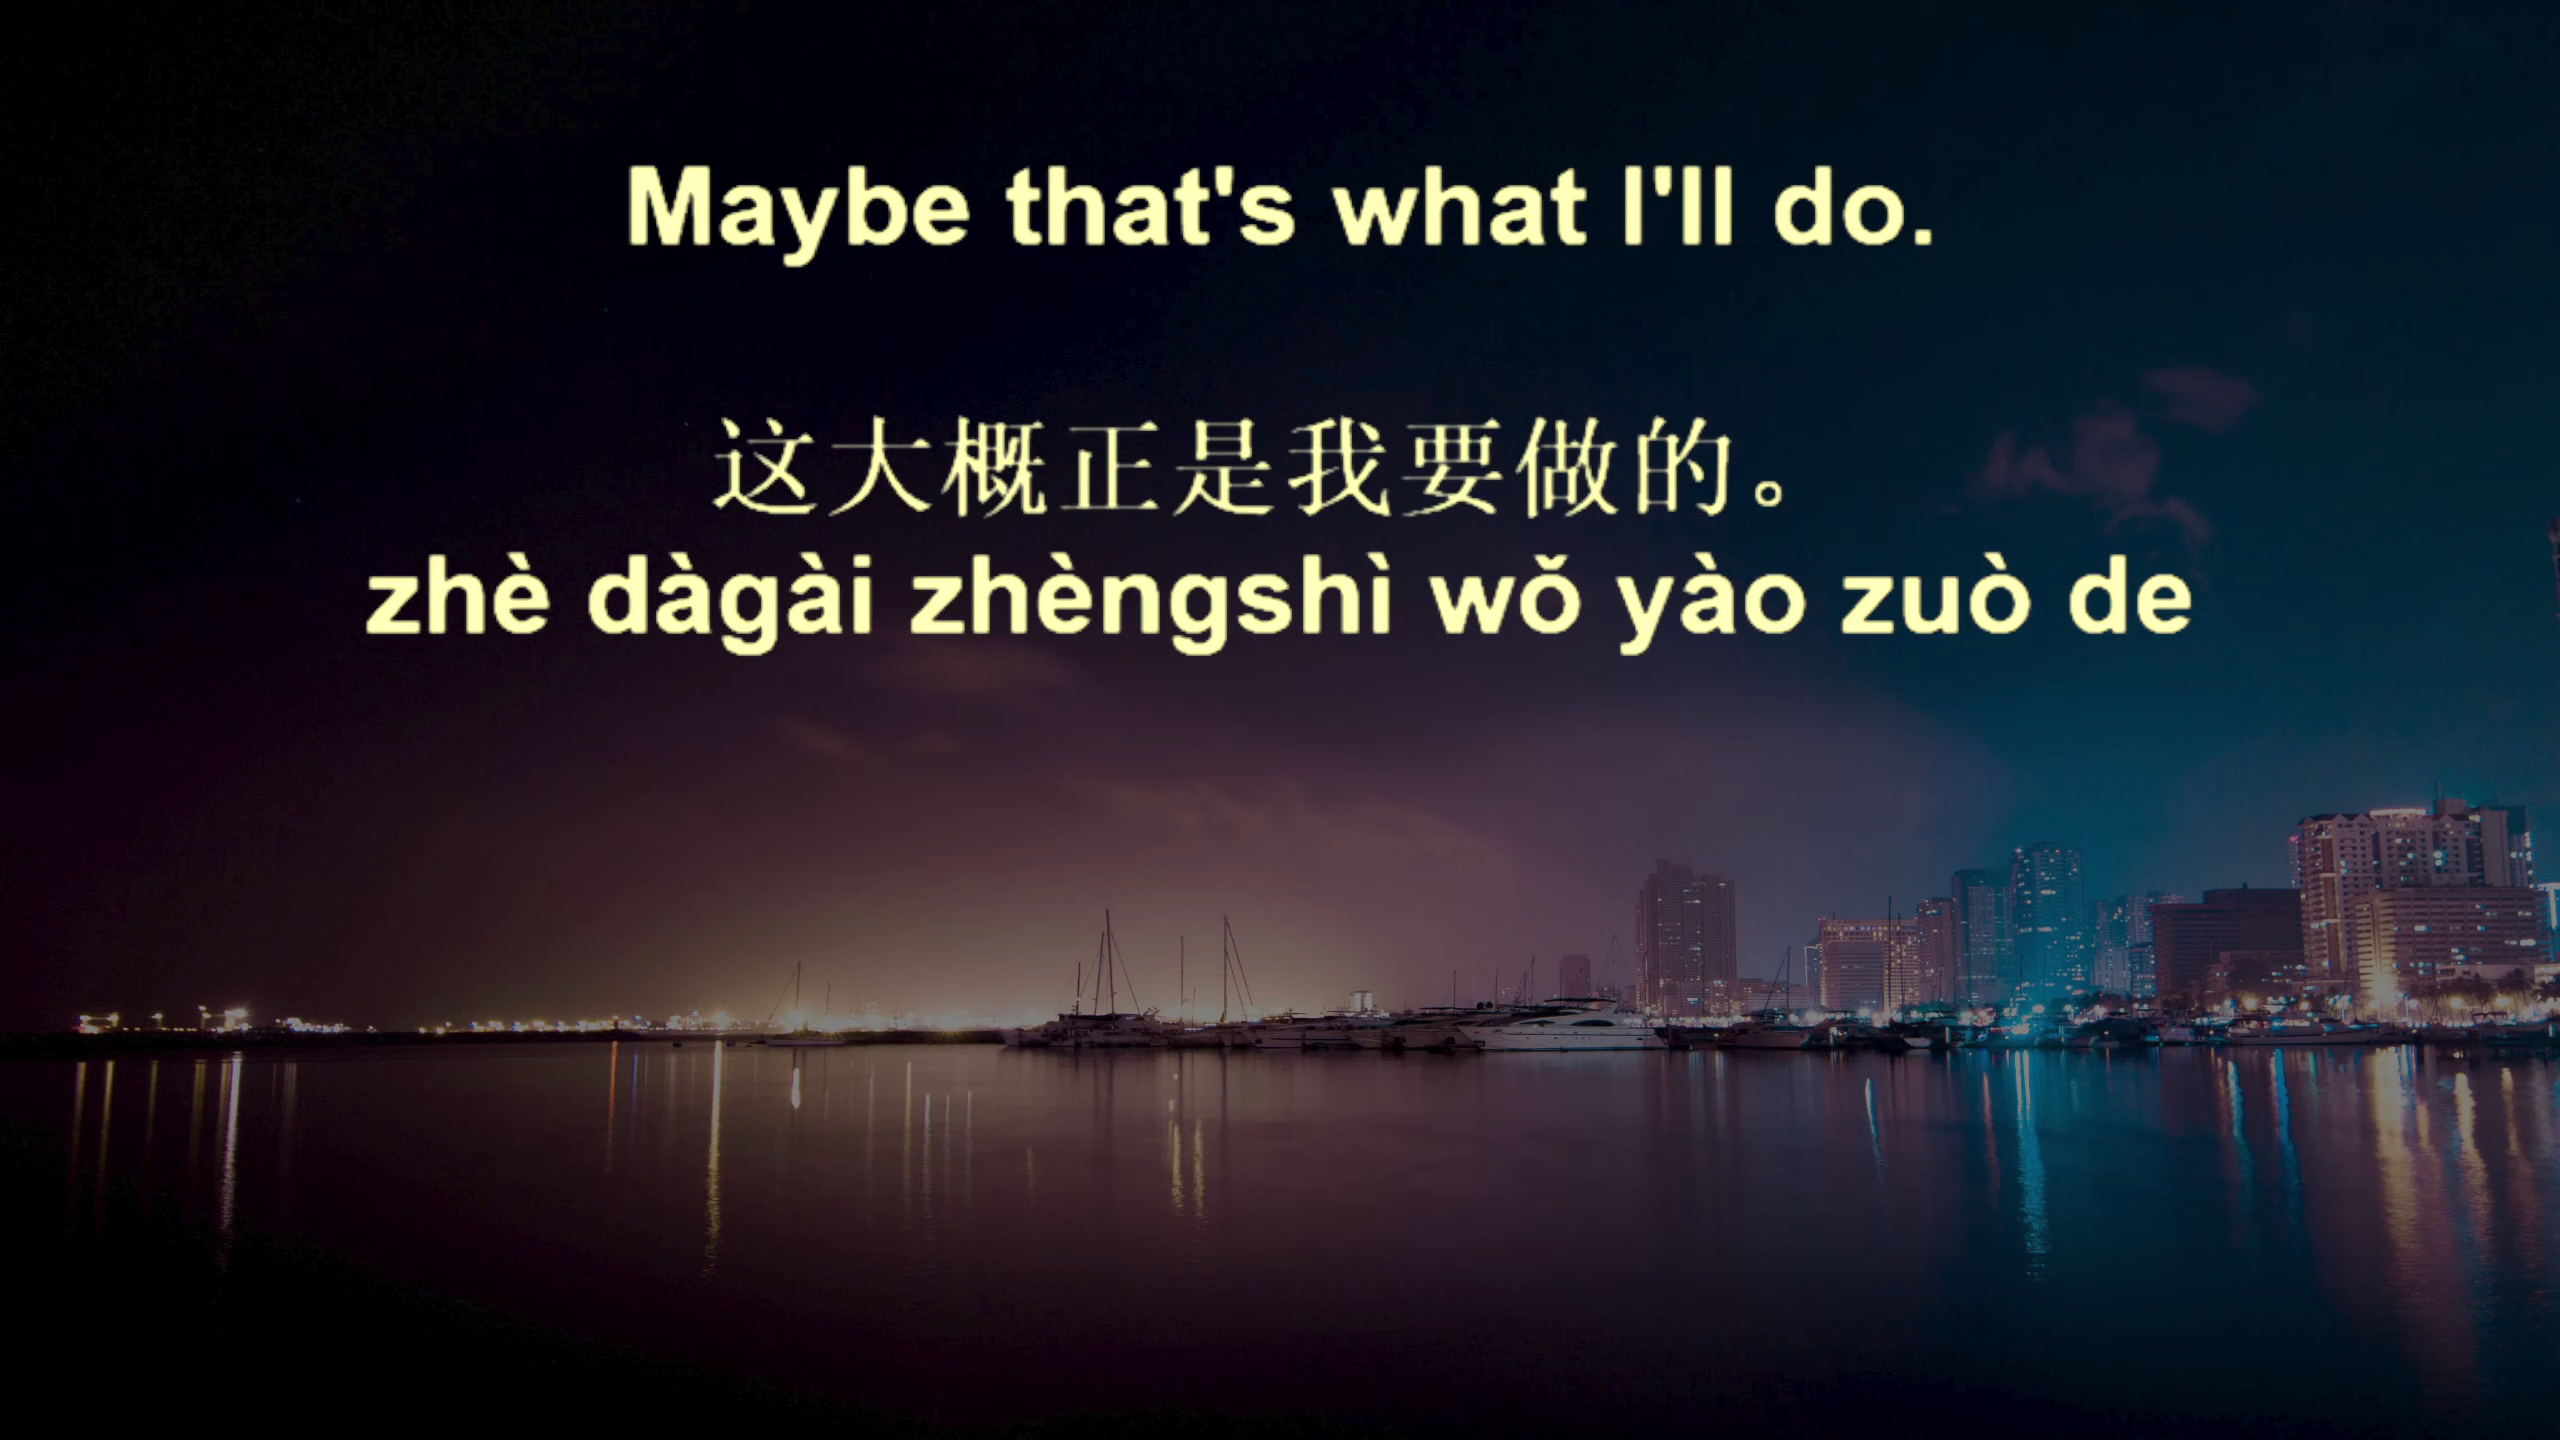 Maybe that's what I'll do.
这大概正是我要做的。
zhè dàgài zhèngshì wǒ yào zuò de